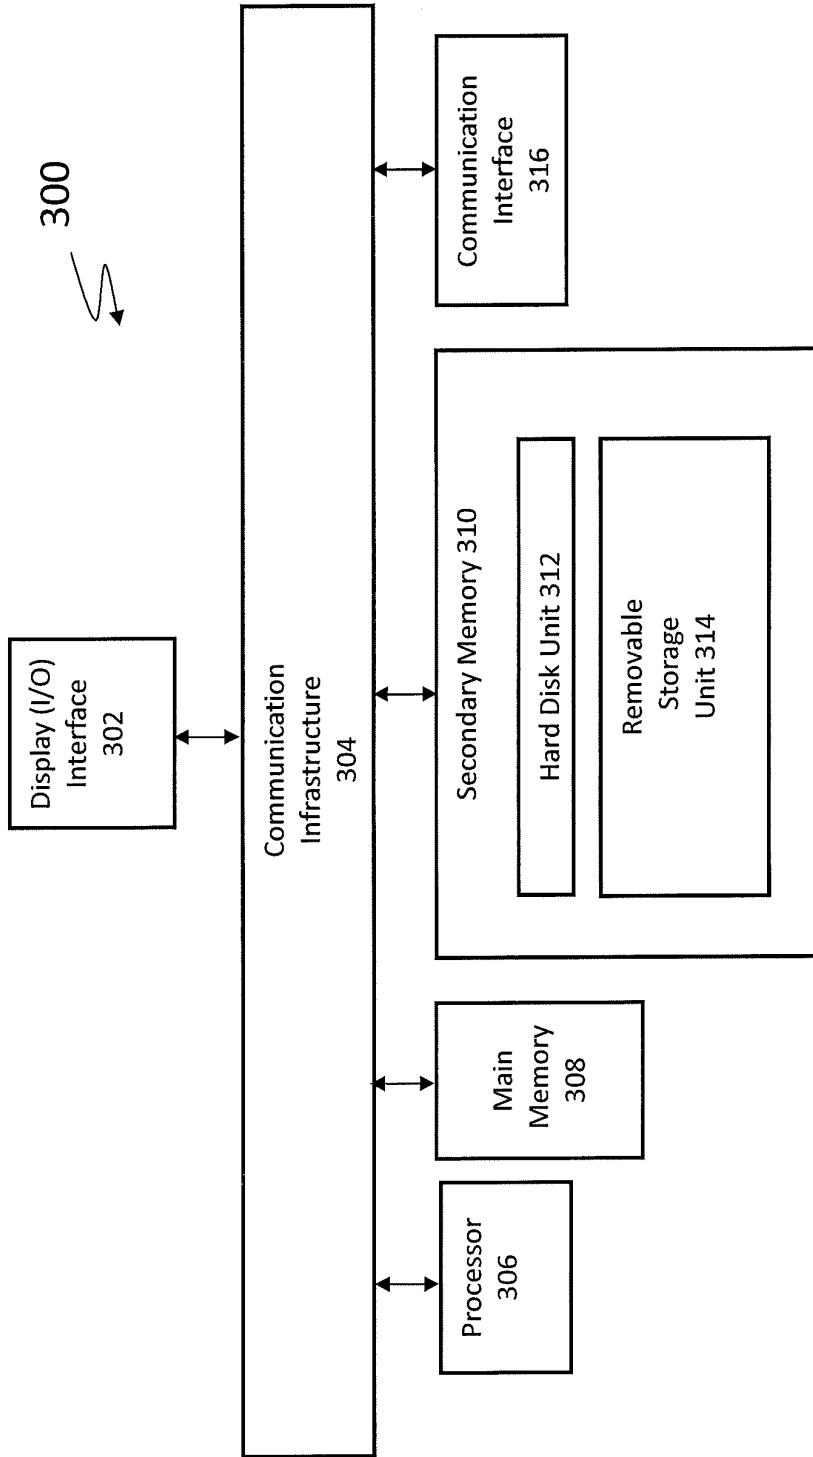 300
Display (I/O)
Interface
302
Communication
Infrastructure
304
Processor
306
Main
Memory
308
Secondary Memory 310
Hard Disk Unit 312
Removable
Storage
Unit 314
Communication
Interface
316